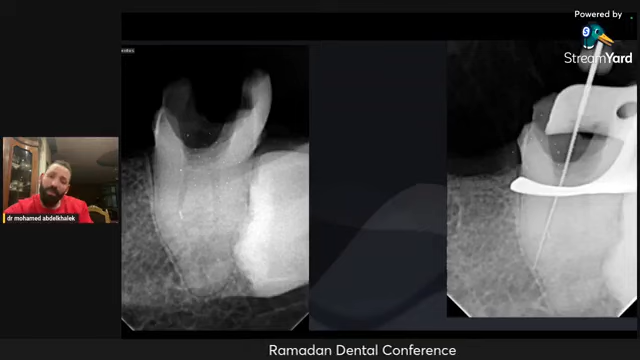 Powered by
S
StreamYard
dr mohamed abdelkhalek
Ramadan Dental Conference